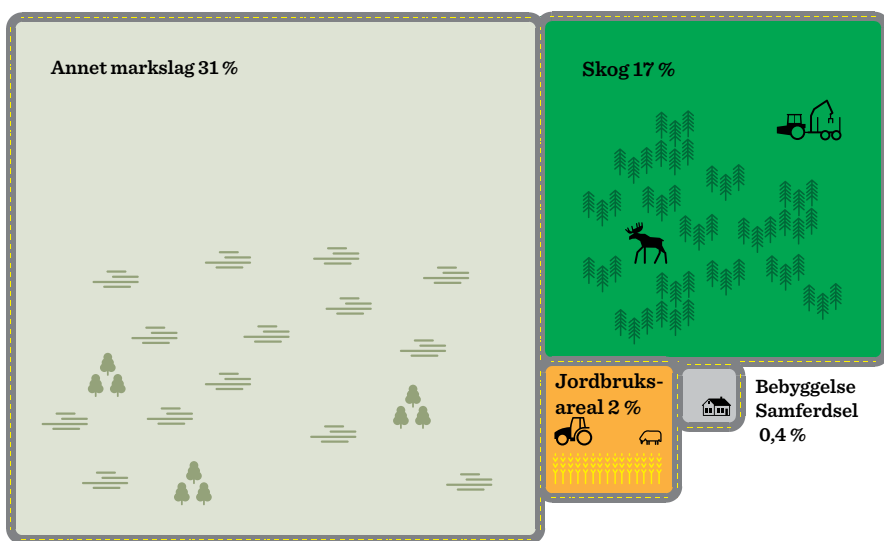 Annet markslag 31 %
Skog 17 %
Jordbruks-
areal 2 %
Bebyggelse
Samferdsel
0,4 %